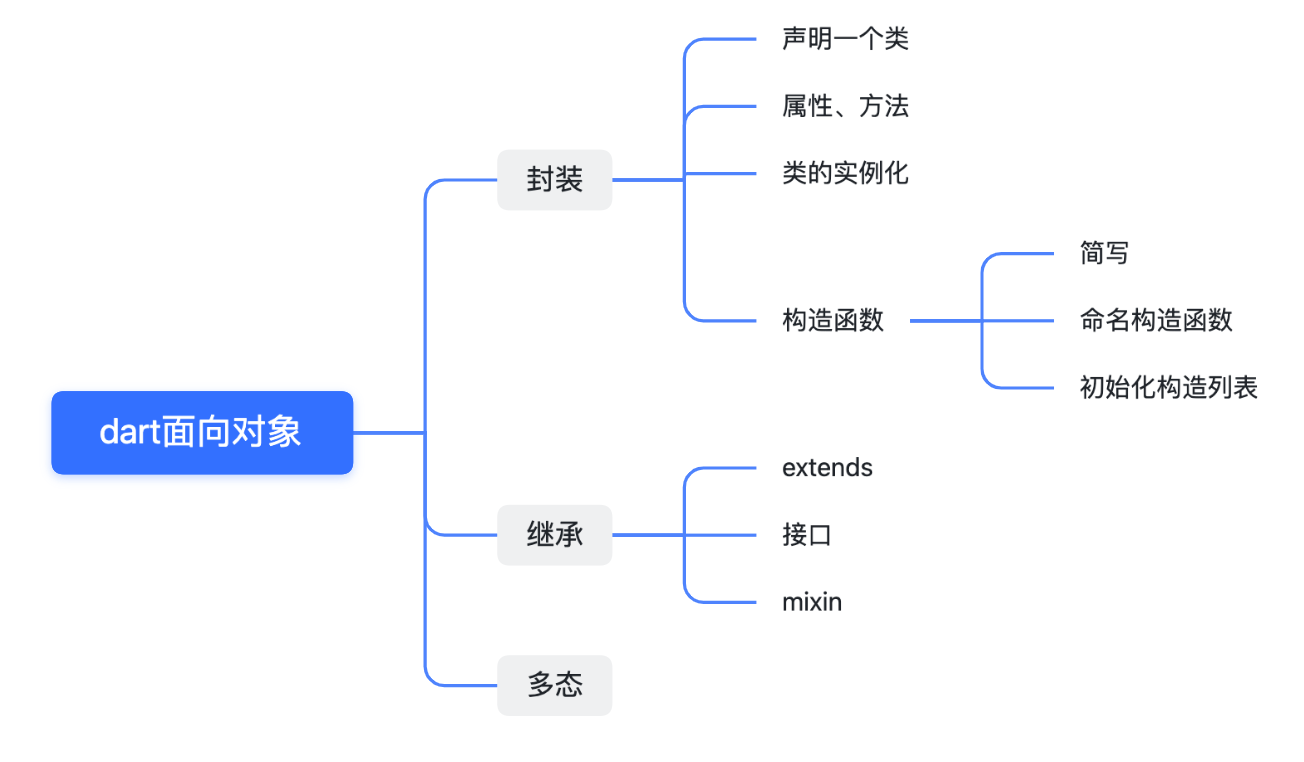 dart面向对象
封装
声明一个类
属性、方法
类的实例化
构造函数
简写
命名构造函数
初始化构造列表
继承
extends
接口
mixin
多态